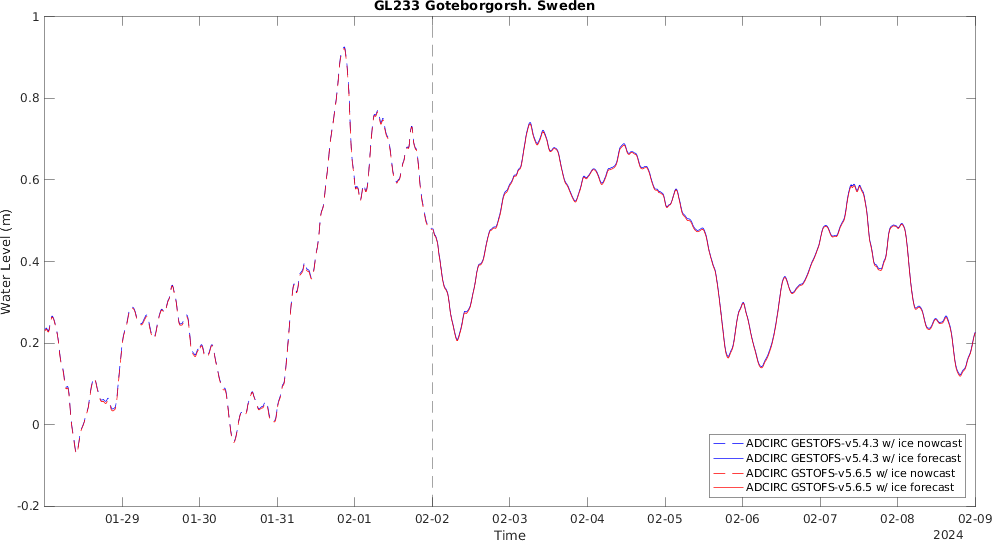 GL233 Goteborgorsh. Sweden
1
0.8
0.6
0.4
0.2
0
-0.2
Water Level (m)
01-29 01-30 01-31 02-01 02-02 02-03 02-04 02-05 02-06 02-07 02-08 02-09
Time
2024
ADCIRC GESTOFS-v5.4.3 w/ ice nowcast
ADCIRC GESTOFS-v5.4.3 w/ ice forecast
ADCIRC GSTOFS-v5.6.5 w/ ice nowcast
ADCIRC GSTOFS-v5.6.5 w/ ice forecast